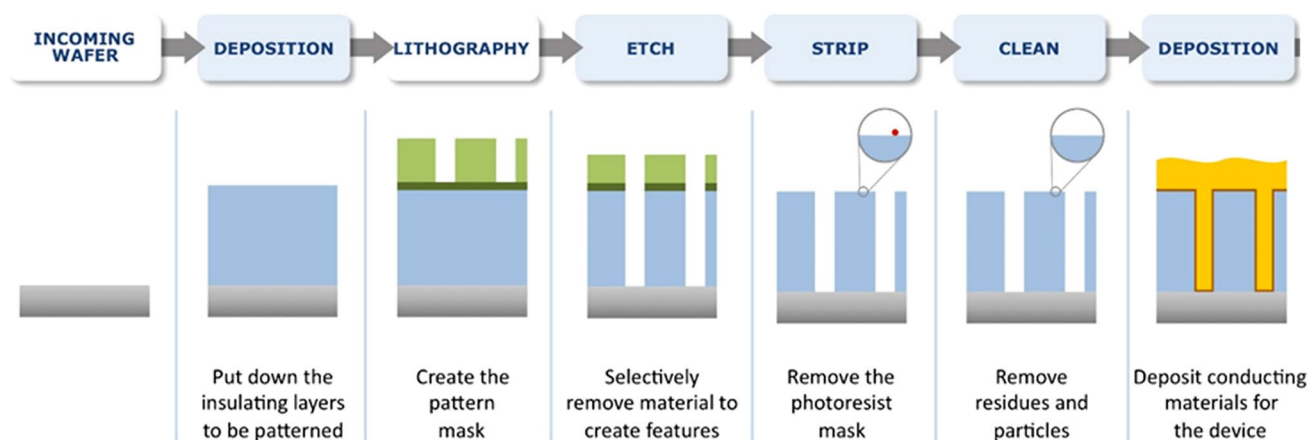 INCOMING
WAFER
DEPOSITION
LITHOGRAPHY
ETCH
STRIP
CLEAN
DEPOSITION
Put down the
insulating layers
to be patterned
Create the
pattern
mask
Selectively
remove material to
create features
Remove the
photoresist
mask
Remove
residues and
particles
Deposit conducting
materials for
the device